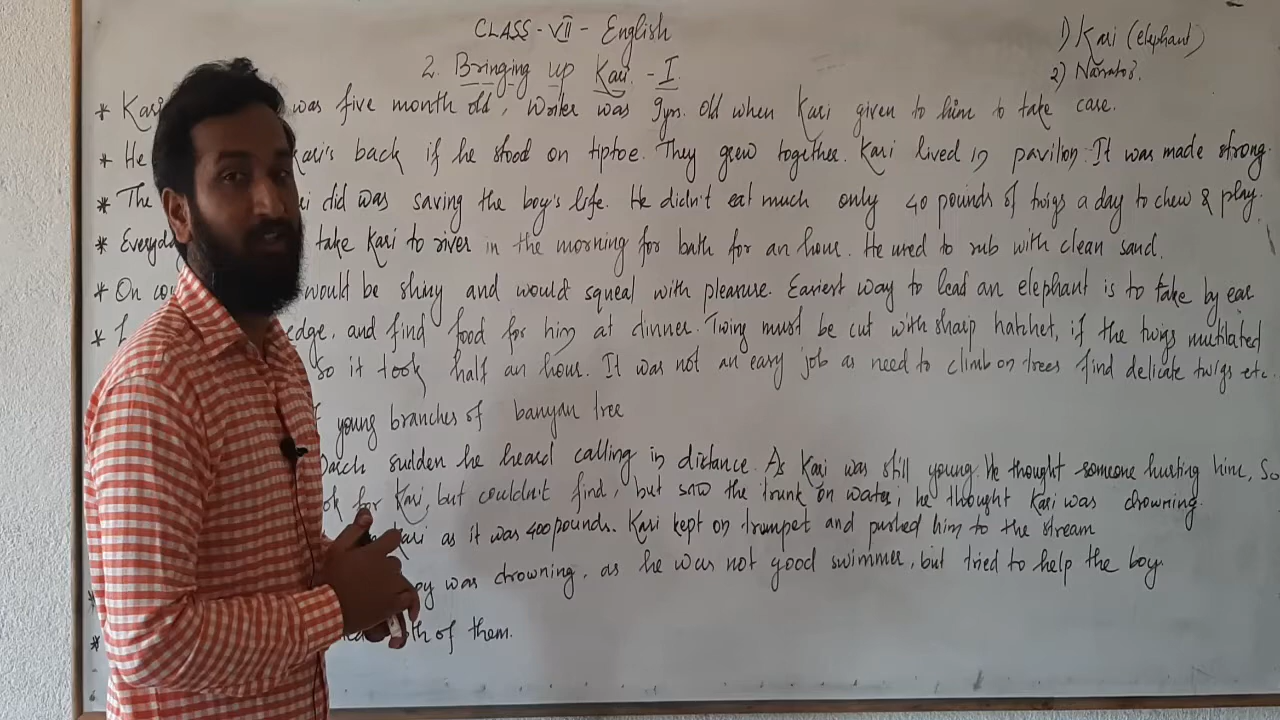 CLASS - VII - English
2. Bringing up Kari - I
1) Kari (elephant)
2) Narrator.
* Kari was five month old, Writer was 9yrs. old when Kari given to him to take care.
* He Kari's back if he stood on tiptoe. They grew together. Kari lived in pavilion. It was made strong.
* The did was saving the boy's life. He didn't eat much only 40 pounds of twigs a day to chew & play.
* Everyday take Kari to river in the morning for bath for an hour. He used to rub with clean sand.
* On would be shiny and would squeal with pleasure. Easiest way to lead an elephant is to take by ear
* edge, and find food for him at dinner. Twing must be cut with sharp hatchet, if the twigs mutilated
so it took half an hour. It was not an easy job as need to climb on trees find delicate twigs etc.
young branches of banyan tree
sudden he heard calling in distance. As Kari was still young. He thought someone hurting him, So
for Kari, but couldn't find, but saw the trunk on water, he thought Kari was drowning.
Kari as it was 400 pounds. Kari kept on trumpet and pushed him to the stream
* boy was drowning, as he was not good swimmer, but tried to help the boy.
* of them.